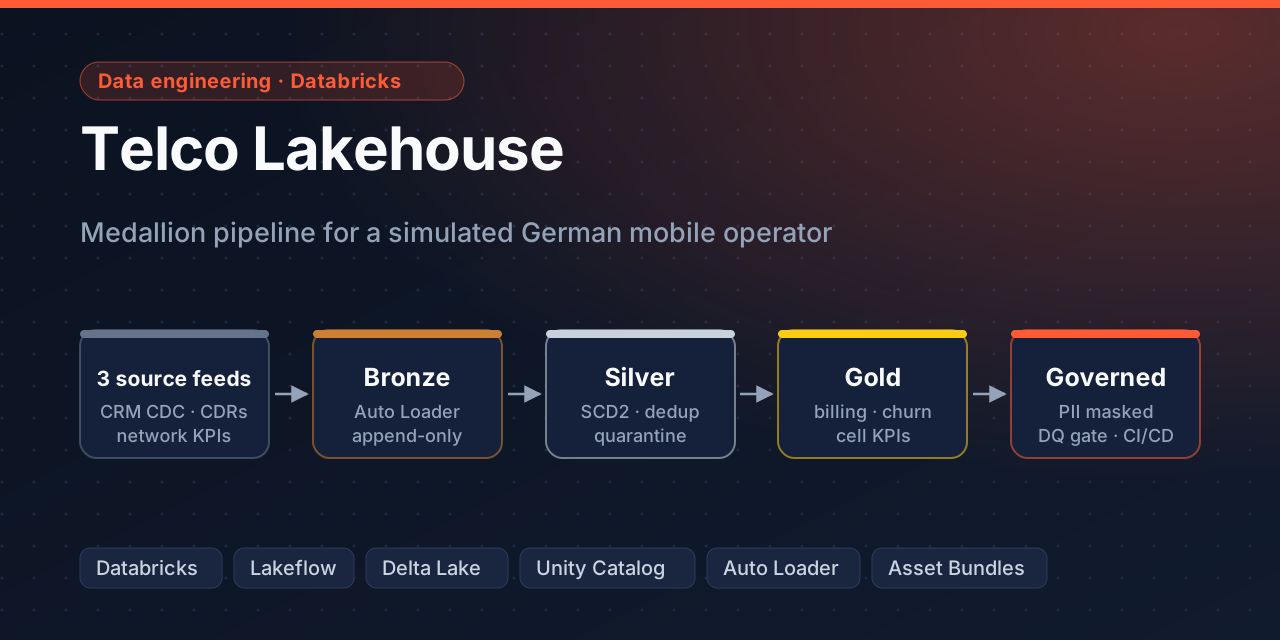 Data engineering · Databricks
Telco Lakehouse
Medallion pipeline for a simulated German mobile operator
3 source feeds
CRM CDC · CDRs
network KPIs
Bronze
Auto Loader
append-only
Silver
SCD2 · dedup
quarantine
Gold
billing · churn
cell KPIs
Governed
PII masked
DQ gate · CI/CD
Databricks
Lakeflow
Delta Lake
Unity Catalog
Auto Loader
Asset Bundles